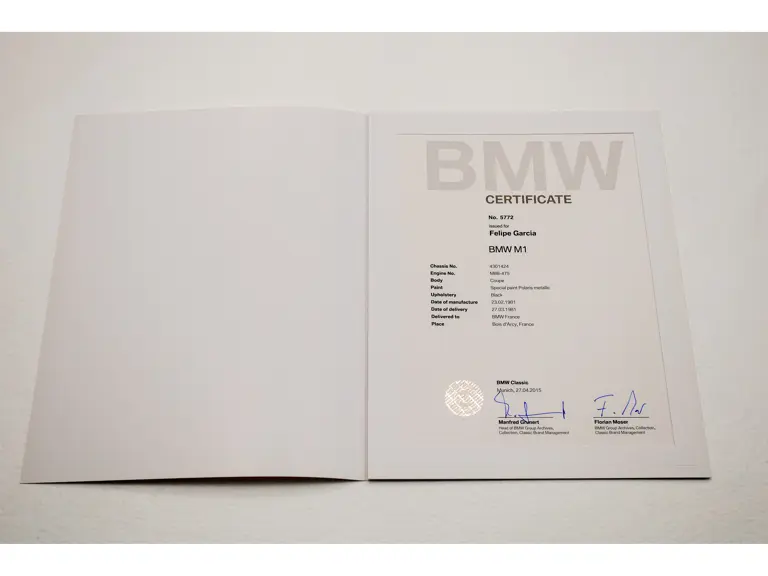 BMW
CERTIFICATE
No. 5772
issued for
Felipe Garcia
BMW M1
Chassis No. 4301424
Engine No. M88-475
Body Coupe
Paint Special paint Polaris metallic
Upholstery Black
Date of manufacture 23.02.1981
Date of delivery 27.03.1981
Delivered to BMW France
Place Bois d'Arcy, France
BMW Classic
Munich, 27.04.2015
Manfred Grunert
Head of BMW Group Archives,
Collection, Classic Brand Management
Florian Moser
BMW Group Archives, Collection,
Classic Brand Management